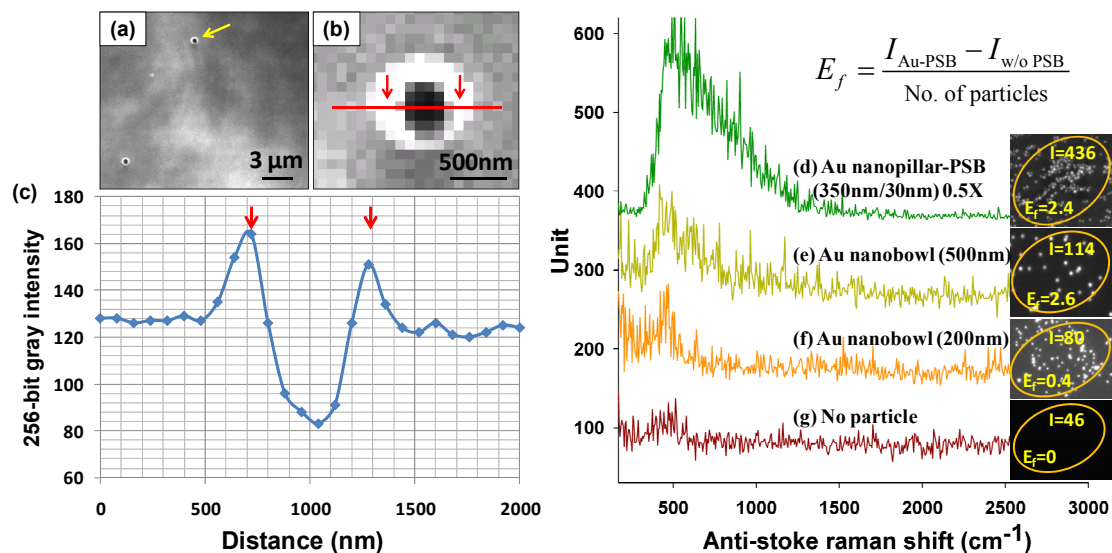 (a)
3 µm
(b)
500nm
(c)
256-bit gray intensity
180
160
140
120
100
80
60
0
500
1000
1500
2000
Distance (nm)
Unit
600
500
400
300
200
100
E_f = (I_Au-PSB − I_w/o PSB) / No. of particles
(d) Au nanopillar-PSB
(350nm/30nm) 0.5X
I=436
E_f=2.4
(e) Au nanobowl (500nm)
I=114
E_f=2.6
(f) Au nanobowl (200nm)
I=80
E_f=0.4
(g) No particle
I=46
E_f=0
500
1000
1500
2000
2500
3000
Anti-stoke raman shift (cm⁻¹)